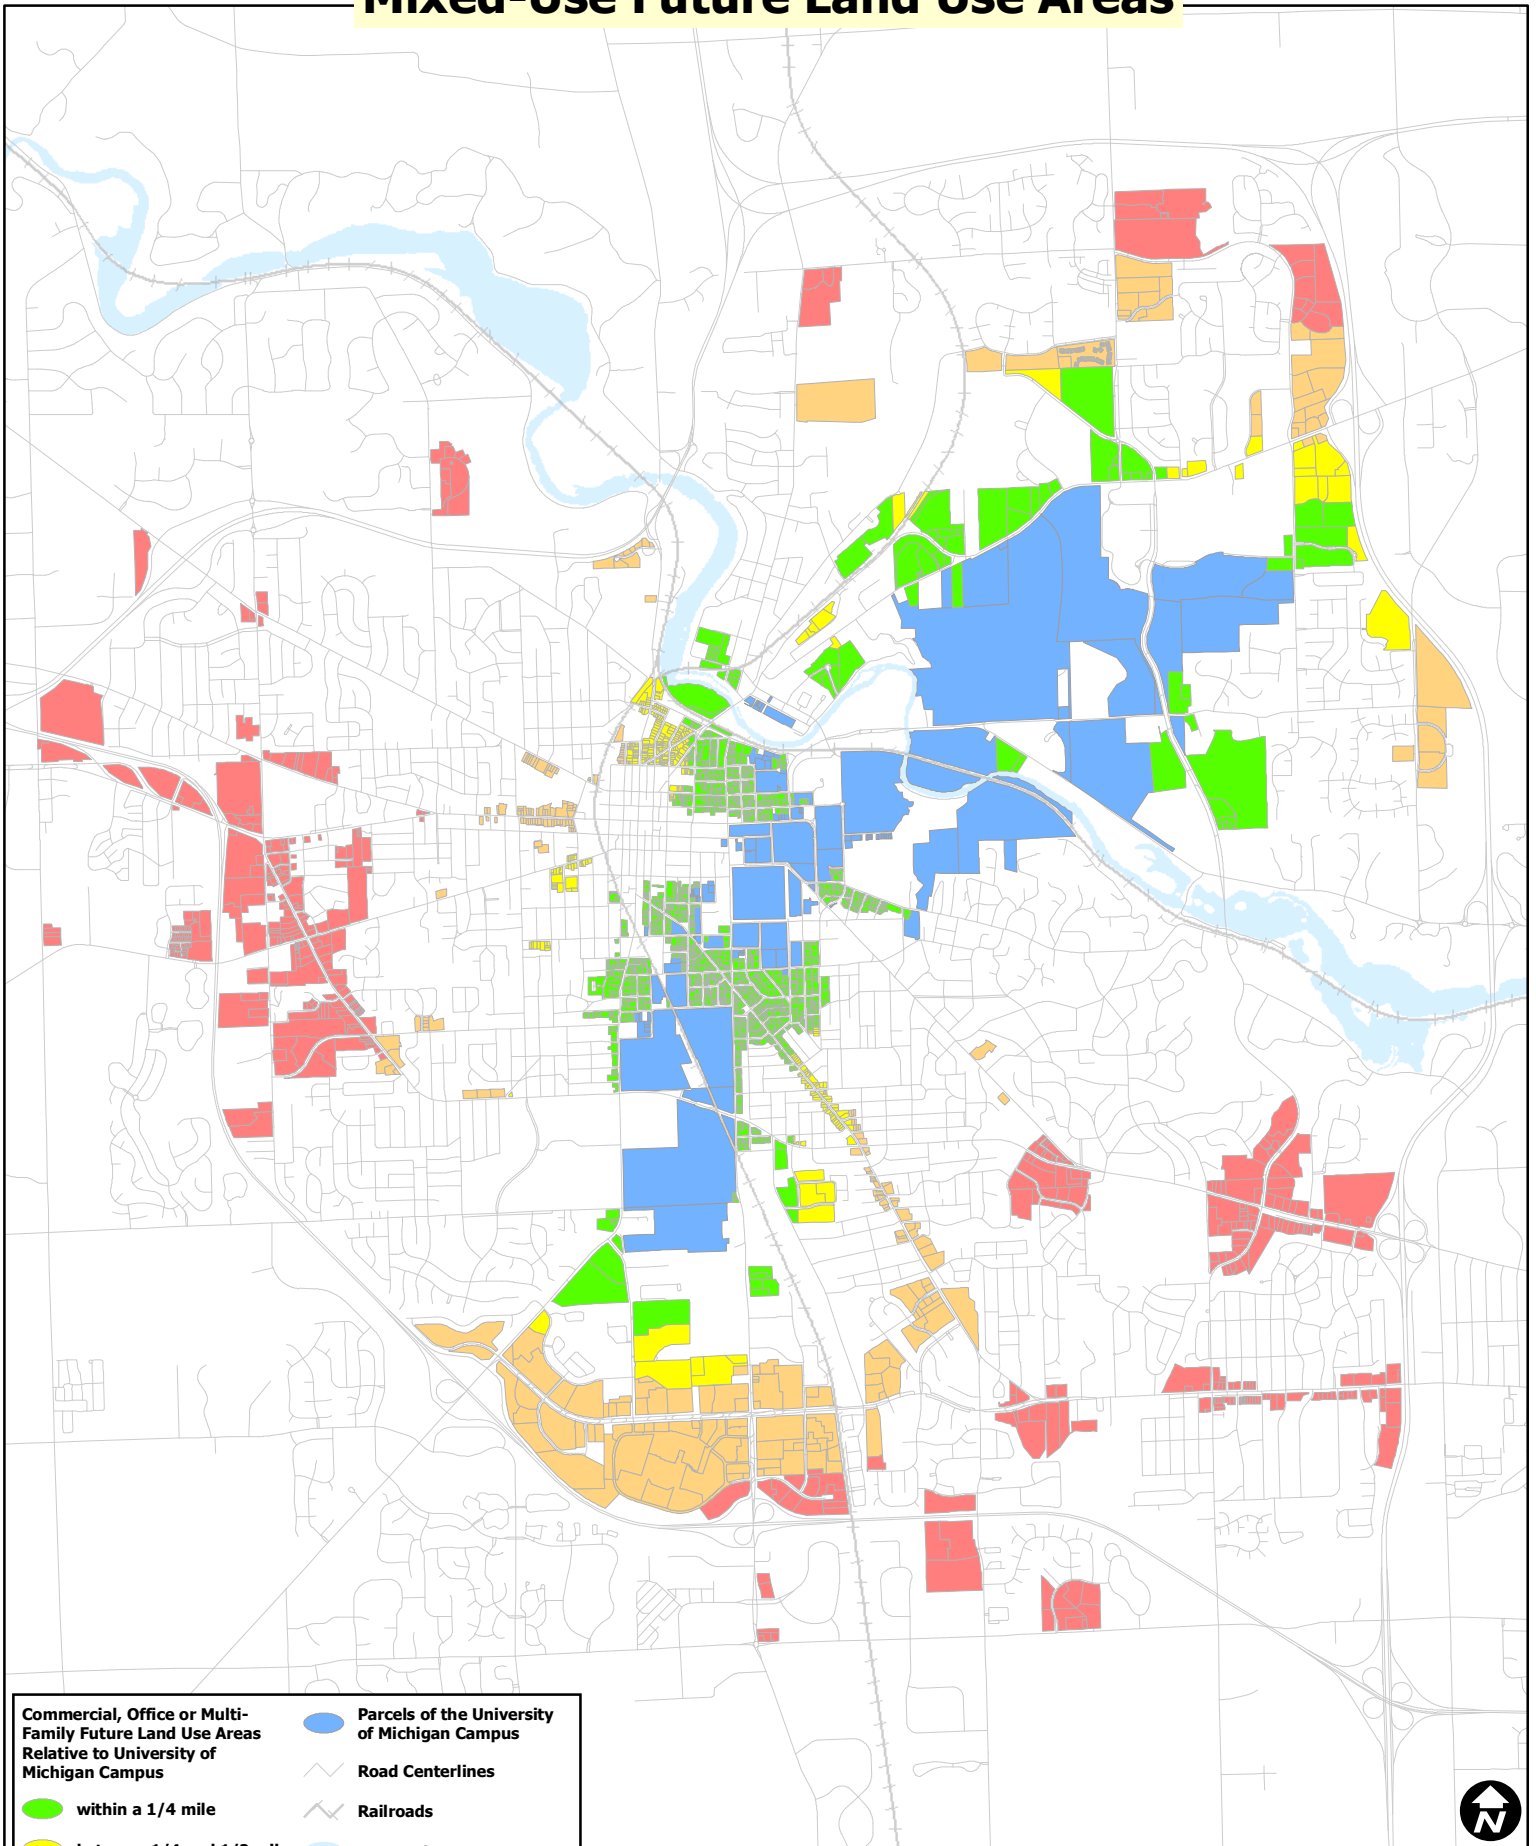 Mixed-Use Future Land Use Areas
Commercial, Office or Multi-
Family Future Land Use Areas
Relative to University of
Michigan Campus
within a 1/4 mile
Parcels of the University
of Michigan Campus
Road Centerlines
Railroads
N